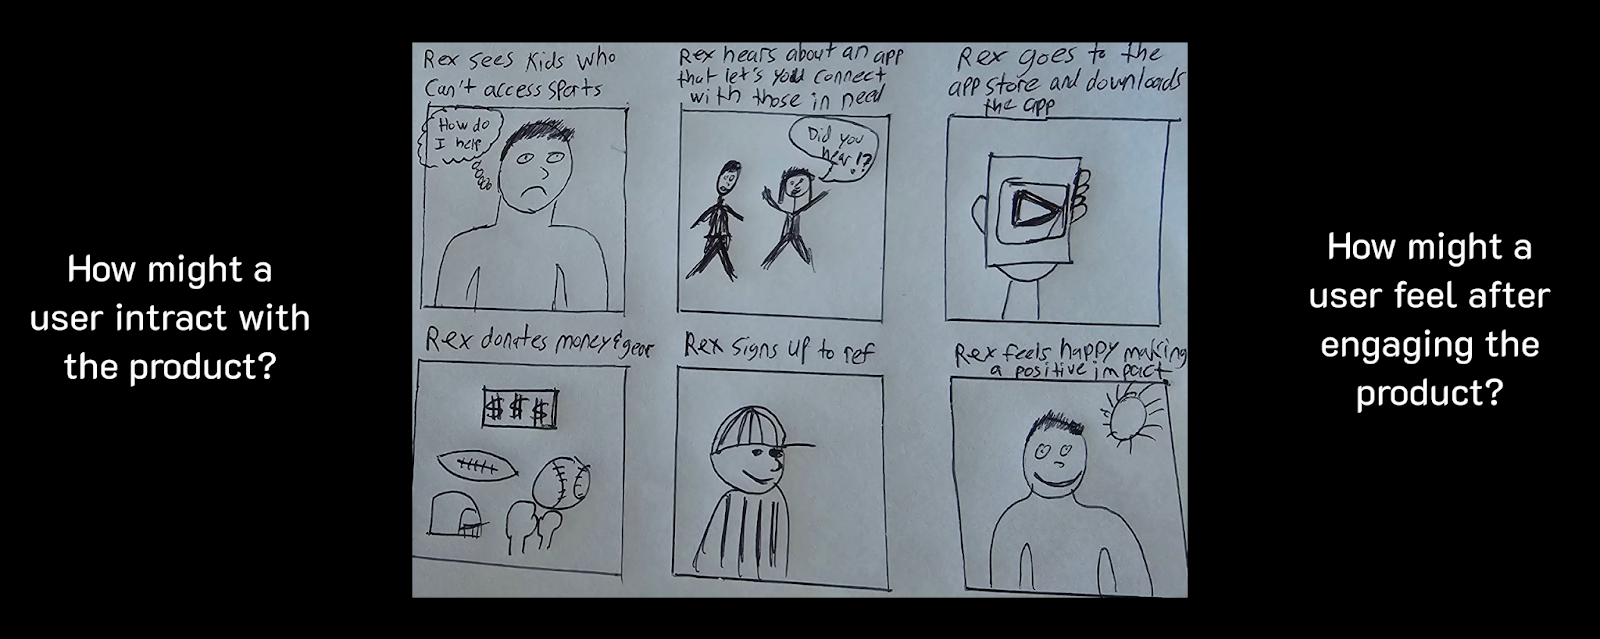 How might a
user intract with
the product?
Rex sees kids who
can't access sports
How do
I help
Rex hears about an app
that let's you connect
with those in need
Did you
hear!?
Rex goes to the
app store and downloads
the app
Rex donates money & gear
$ $ $
Rex signs up to ref
Rex feels happy making
a positive impact
How might a
user feel after
engaging the
product?